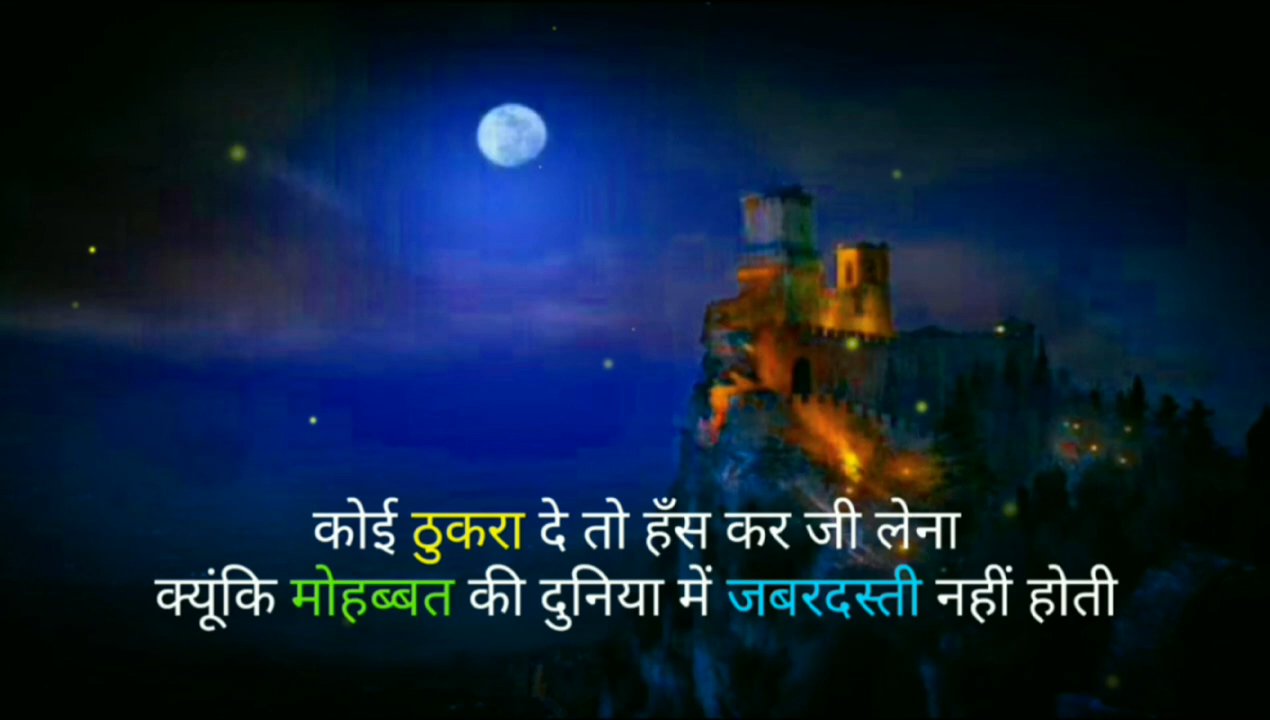 कोई ठुकरा दे तो हँस कर जी लेना
क्यूंकि मोहब्बत की दुनिया में जबरदस्ती नहीं होती